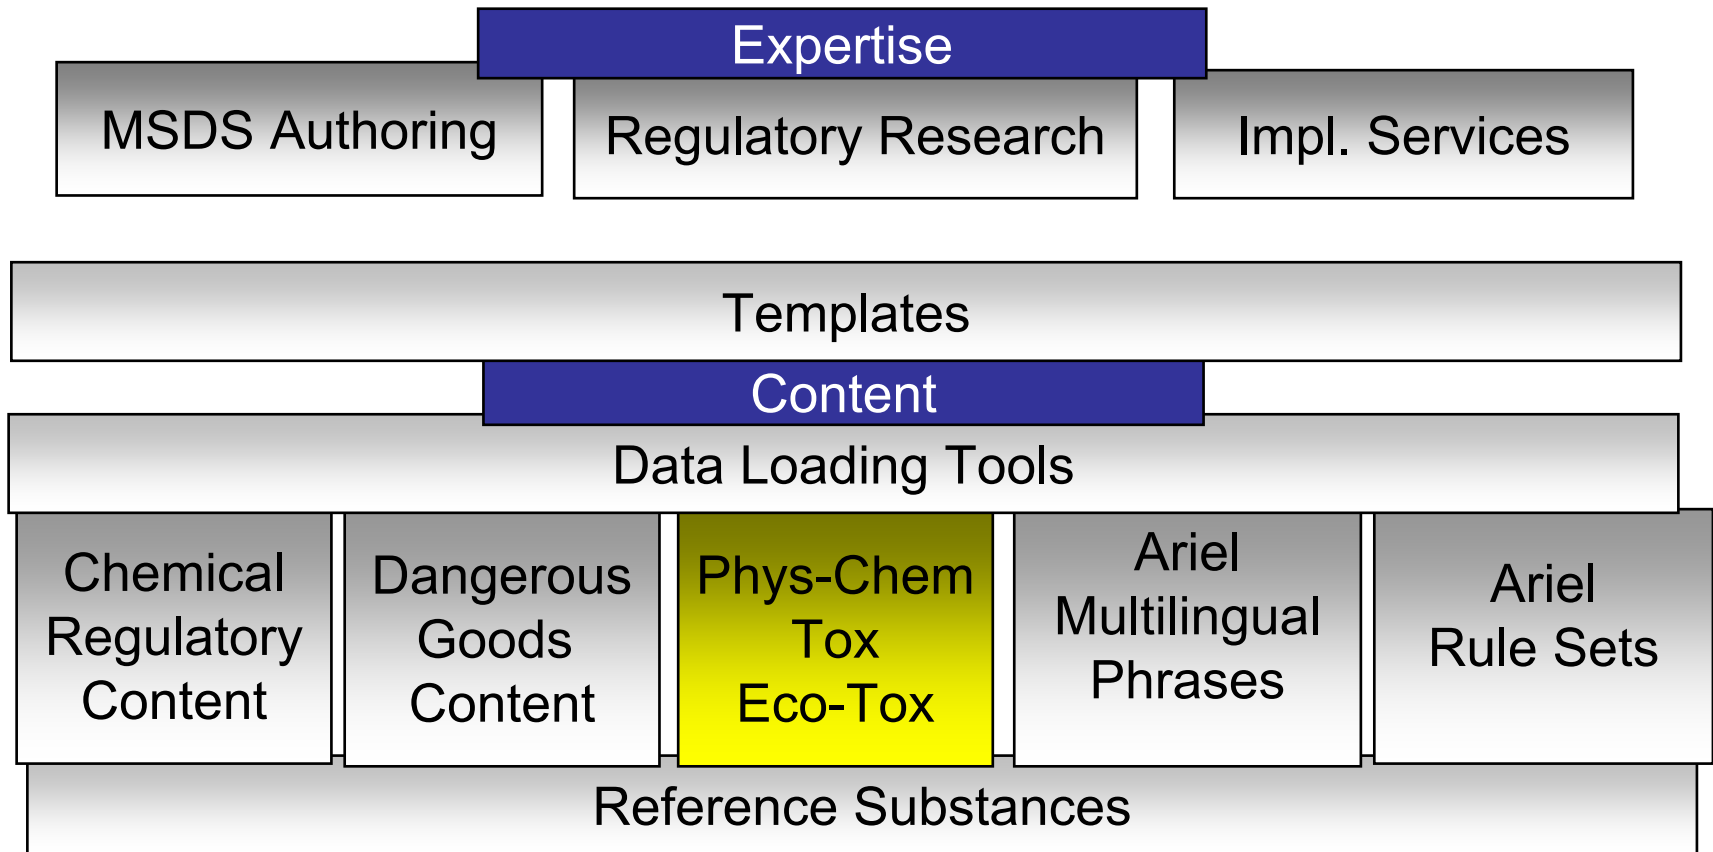 Expertise
MSDS Authoring
Regulatory Research
Impl. Services
Templates
Content
Data Loading Tools
Chemical
Regulatory
Content
Dangerous
Goods
Content
Phys-Chem
Tox
Eco-Tox
Ariel
Multilingual
Phrases
Ariel
Rule Sets
Reference Substances